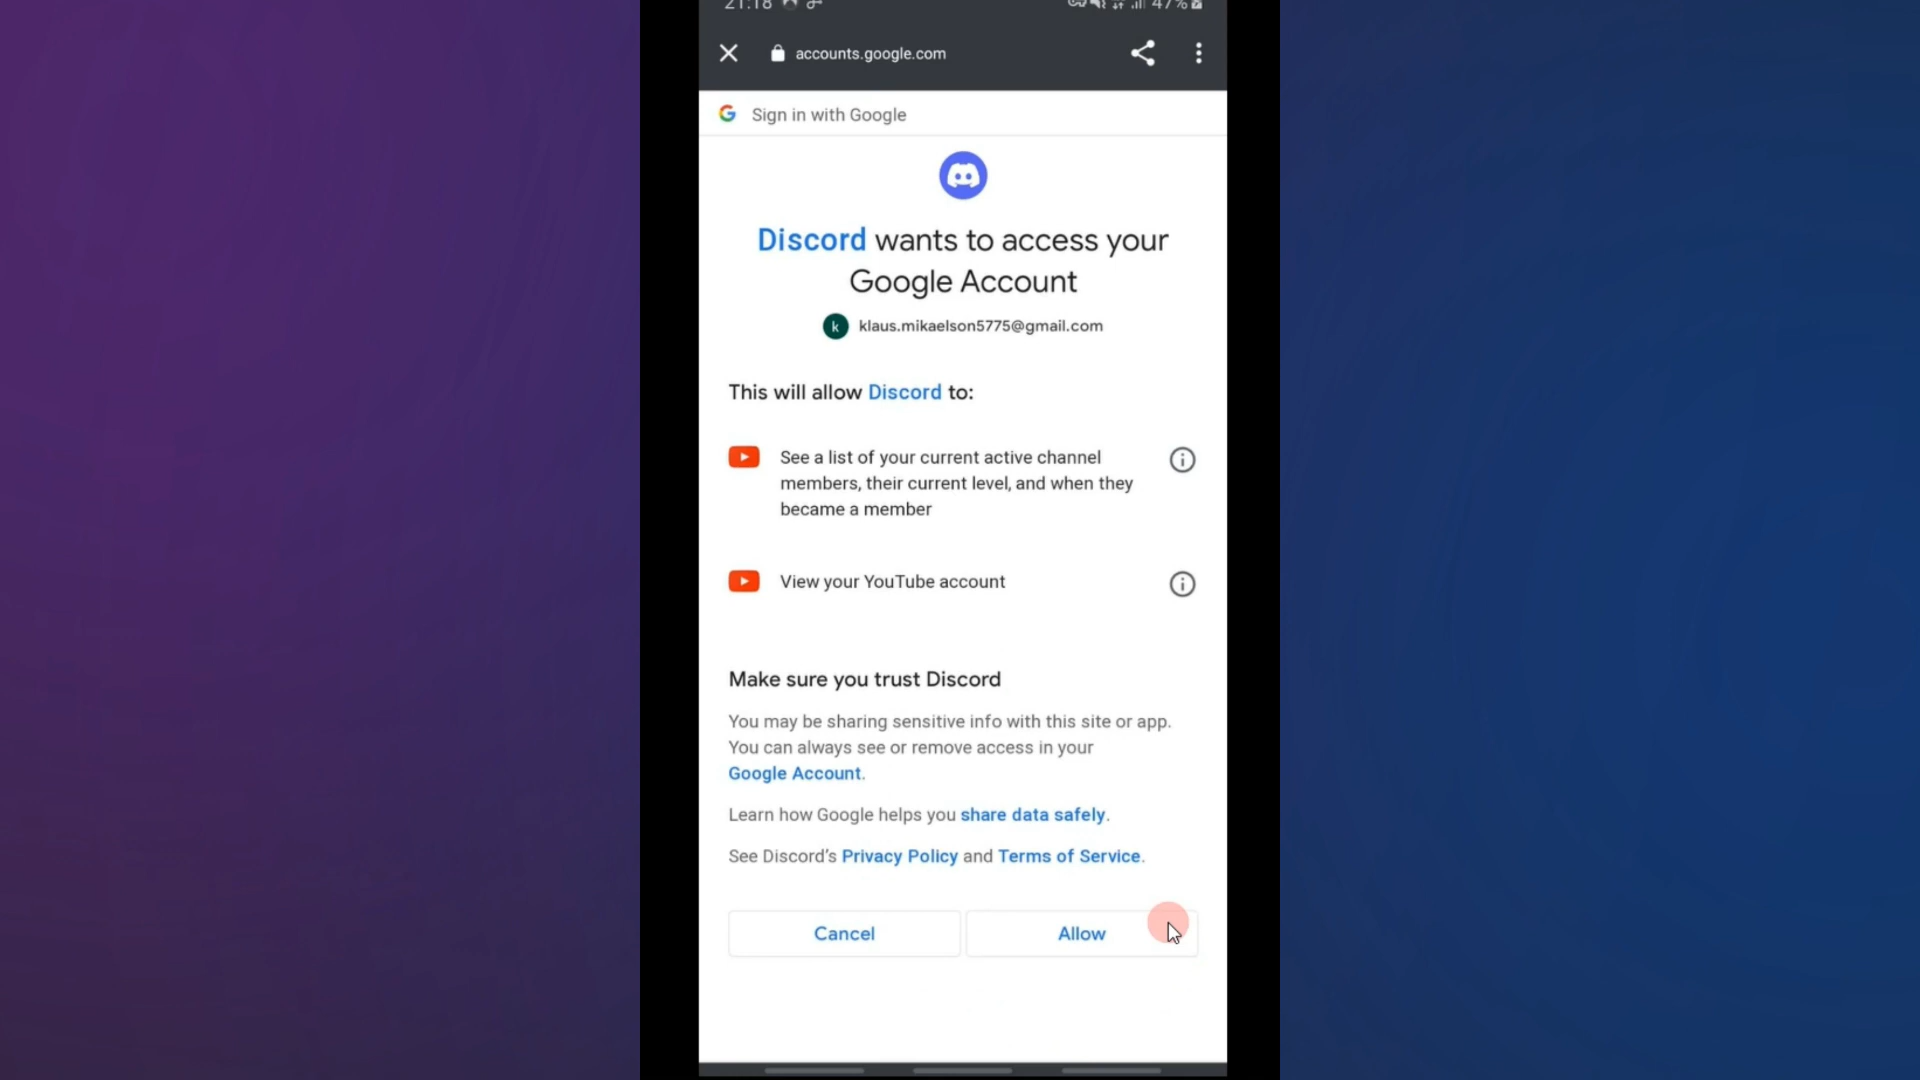 21:18 47%
accounts.google.com
Sign in with Google
Discord wants to access your
Google Account
k klaus.mikaelson5775@gmail.com
This will allow Discord to:
See a list of your current active channel
members, their current level, and when they
became a member
View your YouTube account
Make sure you trust Discord
You may be sharing sensitive info with this site or app.
You can always see or remove access in your
Google Account.
Learn how Google helps you share data safely.
See Discord's Privacy Policy and Terms of Service.
Cancel Allow